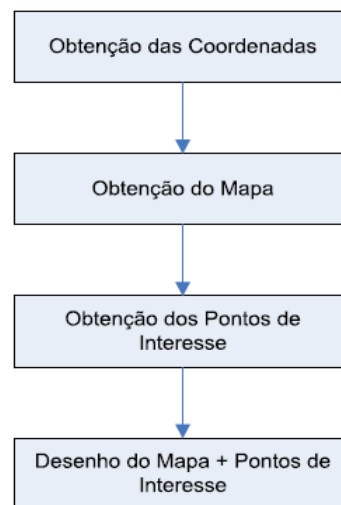 Obtenção das Coordenadas
Obtenção do Mapa
Obtenção dos Pontos de
Interesse
Desenho do Mapa + Pontos de
Interesse